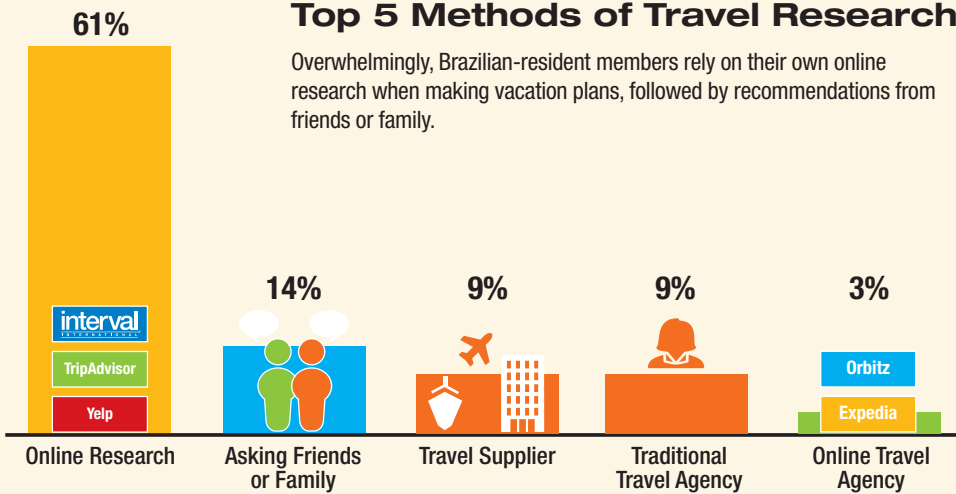 Top 5 Methods of Travel Research
Overwhelmingly, Brazilian-resident members rely on their own online
research when making vacation plans, followed by recommendations from
friends or family.
61%
14%
9%
9%
3%
interval
INTERNATIONAL
TripAdvisor
Yelp
Orbitz
Expedia
Online Research
Asking Friends
or Family
Travel Supplier
Traditional
Travel Agency
Online Travel
Agency